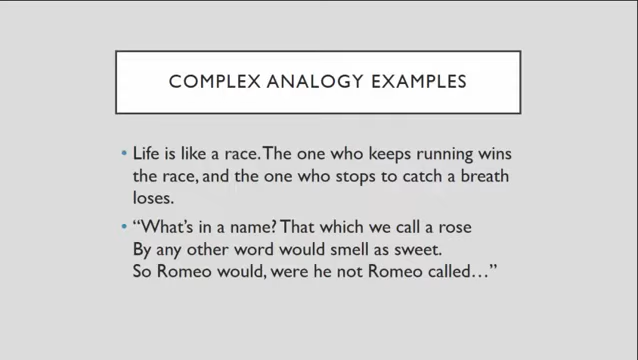 COMPLEX ANALOGY EXAMPLES
• Life is like a race. The one who keeps running wins
the race, and the one who stops to catch a breath
loses.
• “What’s in a name? That which we call a rose
By any other word would smell as sweet.
So Romeo would, were he not Romeo called…”